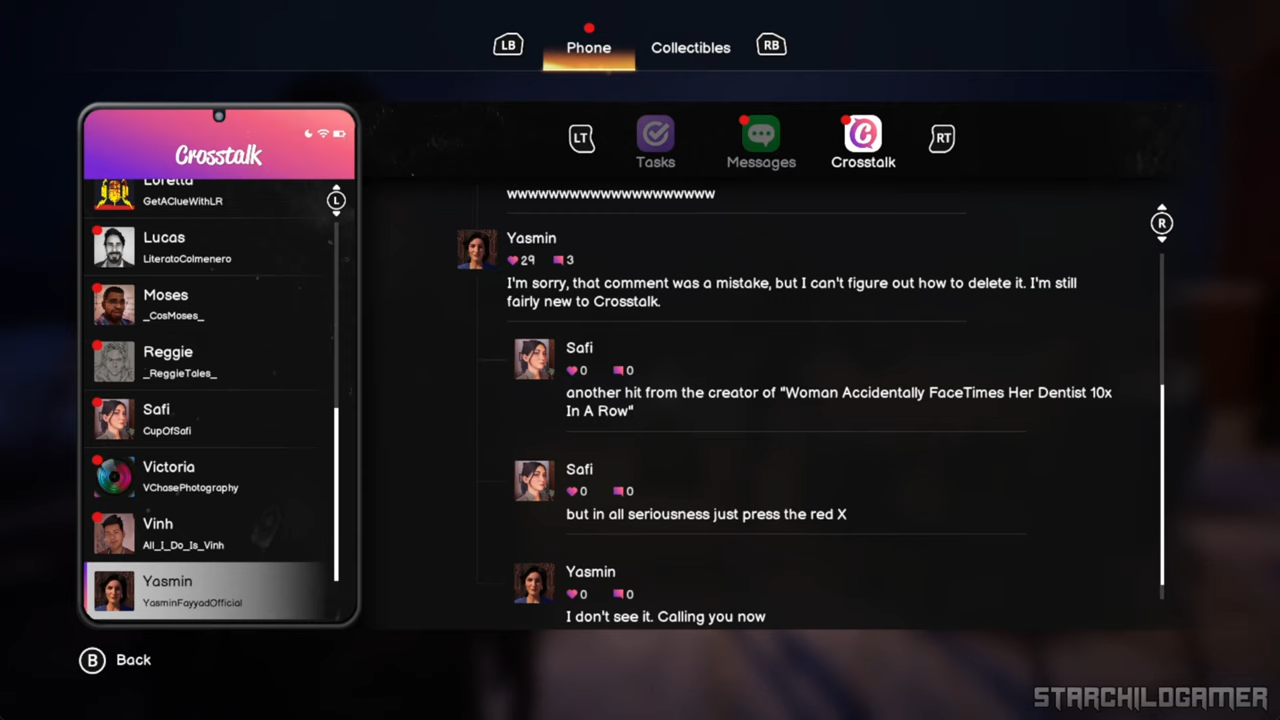 LB
Phone
Collectibles
RB
Crosstalk
Loretta
GetAClueWithLR
L
Lucas
LiteratoColmenero
Moses
_CosMoses_
Reggie
_ReggieTales_
Safi
CupOfSafi
Victoria
VChasePhotography
Vinh
All_I_Do_Is_Vinh
Yasmin
YasminFayyadOfficial
B Back
LT
Tasks
Messages
Crosstalk
RT
wwwwwwwwwwwwwwwwwww
R
Yasmin
29 3
I'm sorry, that comment was a mistake, but I can't figure out how to delete it. I'm still
fairly new to Crosstalk.
Safi
0 0
another hit from the creator of "Woman Accidentally FaceTimes Her Dentist 10x
In A Row"
Safi
0 0
but in all seriousness just press the red X
Yasmin
0 0
I don't see it. Calling you now
STARCHILDGAMER